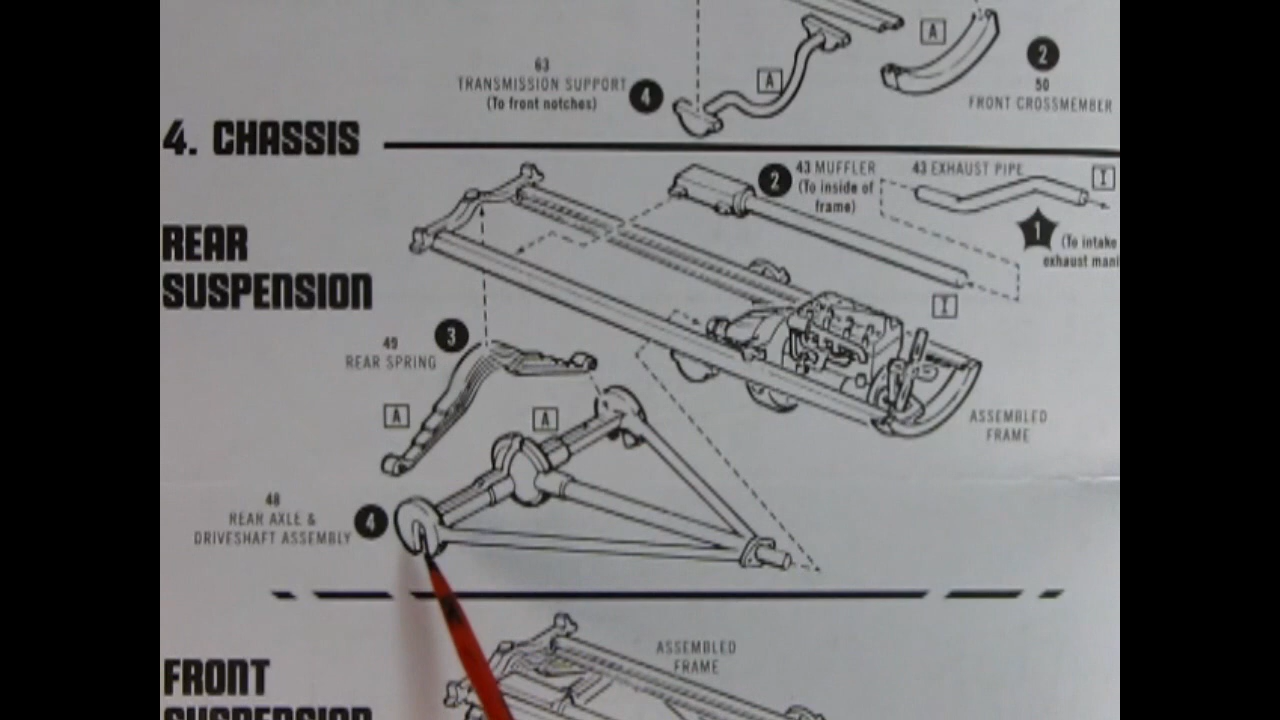 63
TRANSMISSION SUPPORT
(To front notches)
4
A
A
2
50
FRONT CROSSMEMBER
4. CHASSIS
REAR
SUSPENSION
2
43 MUFFLER
(To inside of
frame)
43 EXHAUST PIPE
I
1
(To intake
exhaust mani
I
49
REAR SPRING
3
A
A
ASSEMBLED
FRAME
48
REAR AXLE &
DRIVESHAFT ASSEMBLY
4
FRONT
SUSPENSION
ASSEMBLED
FRAME